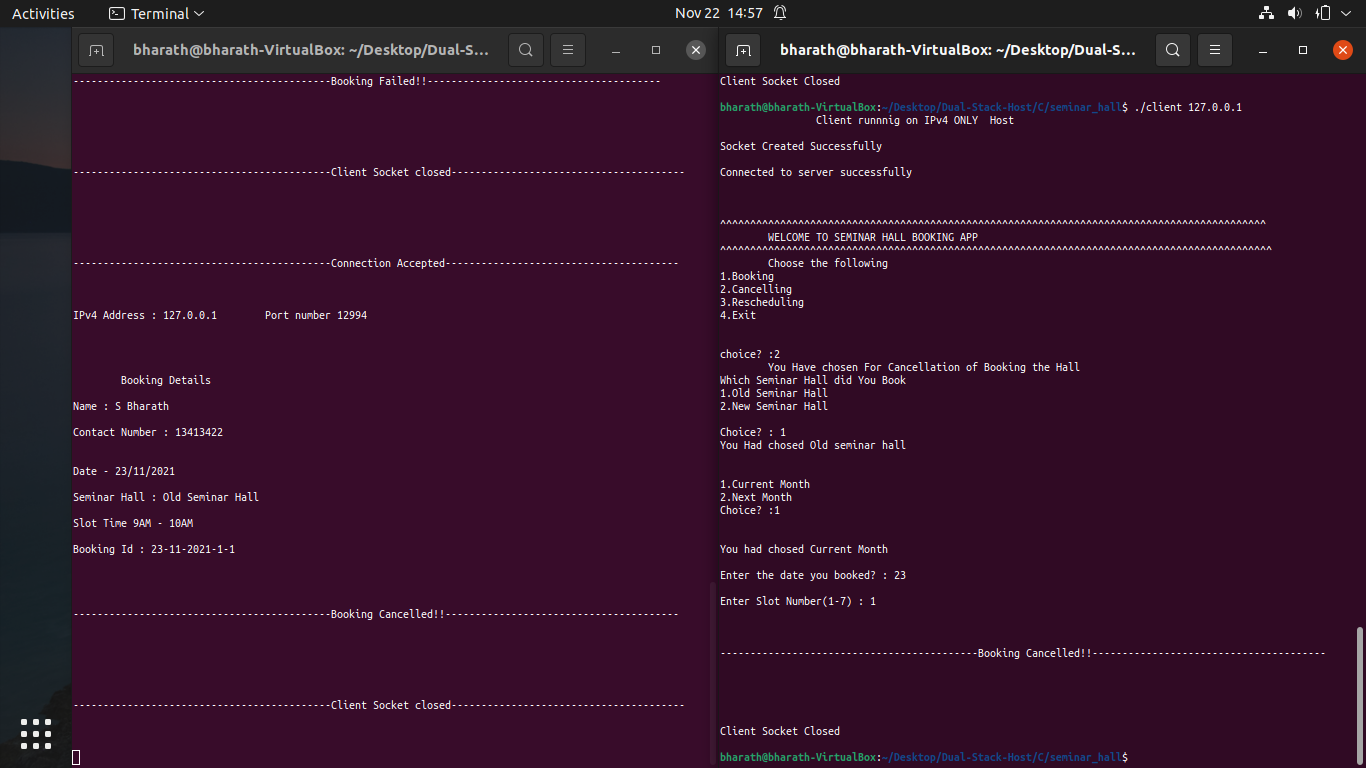 Activities Terminal Nov 22 14:57
bharath@bharath-VirtualBox: ~/Desktop/Dual-S...
-------------------------------------------Booking Failed!!---------------------------------------
-------------------------------------------Client Socket closed---------------------------------------
-------------------------------------------Connection Accepted---------------------------------------
IPv4 Address : 127.0.0.1 Port number 12994
Booking Details
Name : S Bharath
Contact Number : 13413422
Date - 23/11/2021
Seminar Hall : Old Seminar Hall
Slot Time 9AM - 10AM
Booking Id : 23-11-2021-1-1
-------------------------------------------Booking Cancelled!!---------------------------------------
-------------------------------------------Client Socket closed---------------------------------------
bharath@bharath-VirtualBox: ~/Desktop/Dual-S...
Client Socket Closed
bharath@bharath-VirtualBox:~/Desktop/Dual-Stack-Host/C/seminar_hall$ ./client 127.0.0.1
Client runnnig on IPv4 ONLY  Host
Socket Created Successfully
Connected to server successfully
^^^^^^^^^^^^^^^^^^^^^^^^^^^^^^^^^^^^^^^^^^^^^^^^^^^^^^^^^^^^^^^^^^^^^^^^^^^^^^^^^^^^^^^^^^^
WELCOME TO SEMINAR HALL BOOKING APP
^^^^^^^^^^^^^^^^^^^^^^^^^^^^^^^^^^^^^^^^^^^^^^^^^^^^^^^^^^^^^^^^^^^^^^^^^^^^^^^^^^^^^^^^^^^^
Choose the following
1.Booking
2.Cancelling
3.Rescheduling
4.Exit
choice? :2
You Have chosen For Cancellation of Booking the Hall
Which Seminar Hall did You Book
1.Old Seminar Hall
2.New Seminar Hall
Choice? : 1
You Had chosed Old seminar hall
1.Current Month
2.Next Month
Choice? :1
You had chosed Current Month
Enter the date you booked? : 23
Enter Slot Number(1-7) : 1
-------------------------------------------Booking Cancelled!!---------------------------------------
Client Socket Closed
bharath@bharath-VirtualBox:~/Desktop/Dual-Stack-Host/C/seminar_hall$